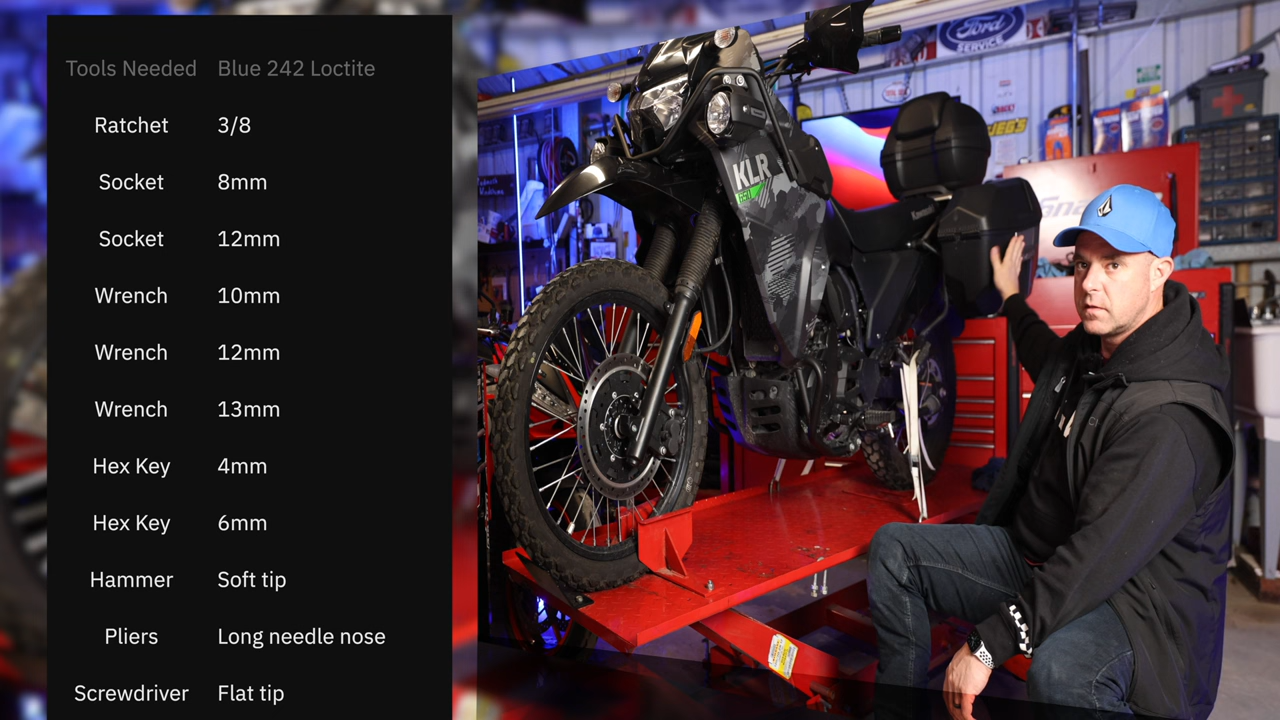 Tools Needed Blue 242 Loctite
Ratchet 3/8
Socket 8mm
Socket 12mm
Wrench 10mm
Wrench 12mm
Wrench 13mm
Hex Key 4mm
Hex Key 6mm
Hammer Soft tip
Pliers Long needle nose
Screwdriver Flat tip
Ford
SERVICE
KLR
650
Kawasaki